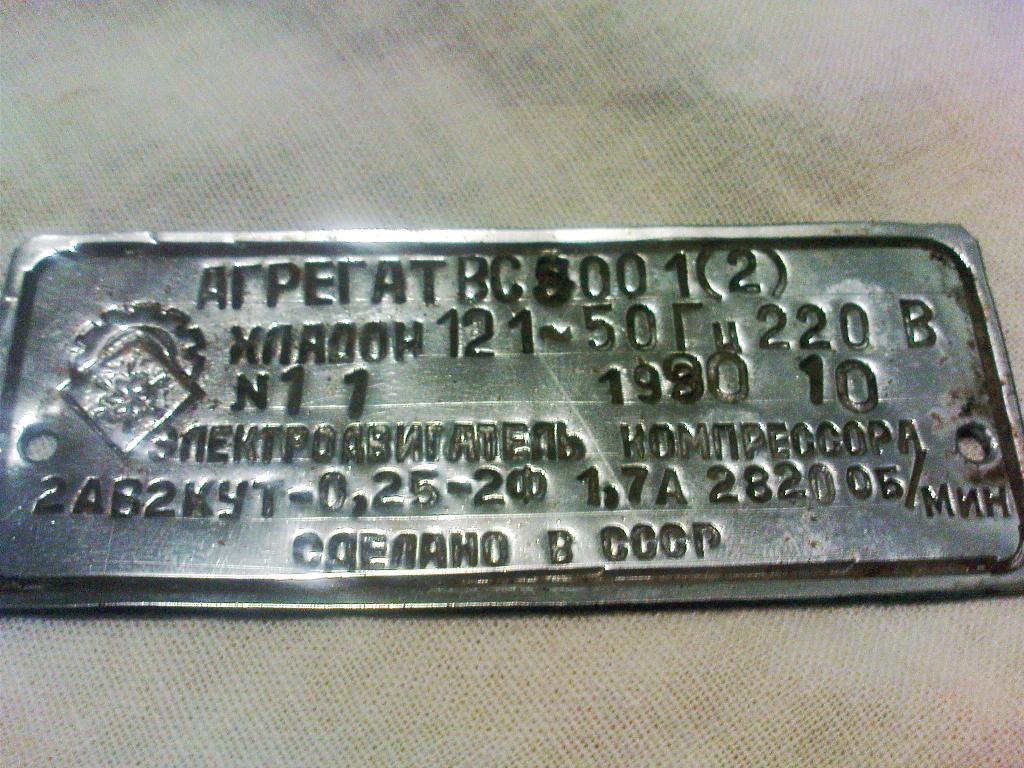 АГРЕГАТ ВС 500 1(2)
ХЛАДОН 12 1~50 Гц 220 В
N 1 1 1980 10
ЭЛЕКТРОДВИГАТЕЛЬ КОМПРЕССОРА
2АВ2КУТ-0,25-2Ф 1,7А 2820 ОБ/МИН
СДЕЛАНО В СССР